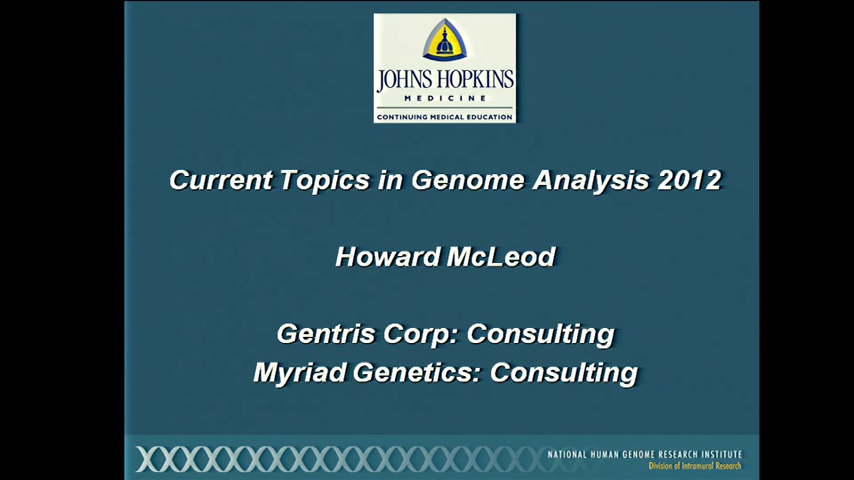 JOHNS HOPKINS
MEDICINE
CONTINUING MEDICAL EDUCATION
Current Topics in Genome Analysis 2012
Howard McLeod
Gentris Corp: Consulting
Myriad Genetics: Consulting
NATIONAL HUMAN GENOME RESEARCH INSTITUTE
Division of Intramural Research